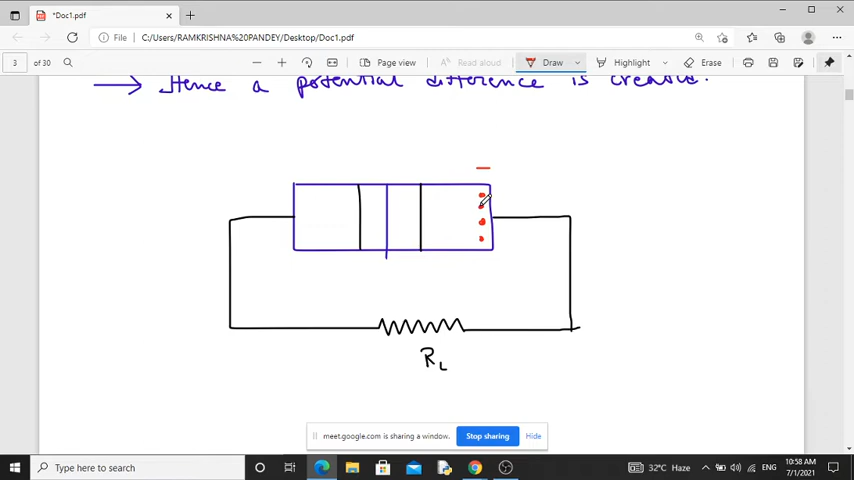 *Doc1.pdf
File C:/Users/RAMKRISHNA%20PANDEY/Desktop/Doc1.pdf
3 of 30 Page view Read aloud Draw Highlight Erase
Hence a potential difference is created.
RL
meet.google.com is sharing a window. Stop sharing Hide
Type here to search 32°C Haze ENG 10:58 AM
7/1/2021